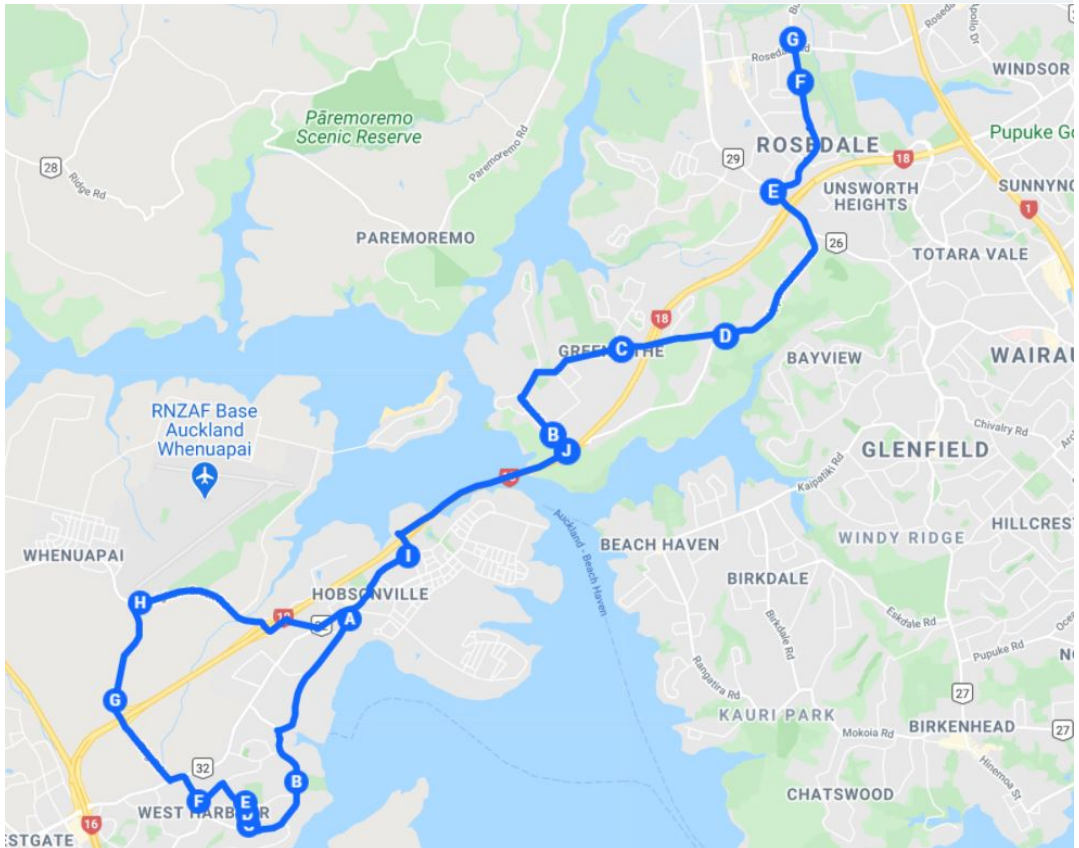 G
Rosedale Rd
F
WINDSOR
Pāremoremo
Scenic Reserve
Paremoremo Rd
28
Ridge Rd
ROSEDALE
29
18
Pupuke Go
E
UNSWORTH
HEIGHTS
SUNNYNO
1
PAREMOREMO
26
TOTARA VALE
18
C
D
BAYVIEW
WAIRAU
RNZAF Base
Auckland
Whenuapai
B
J
Chivalry Rd
GLENFIELD
Kaipatiki Rd
Auckland - Beach Haven
HILLCREST
WHENUAPAI
I
BEACH HAVEN
WINDY RIDGE
BIRKDALE
HOBSONVILLE
H
A
Eskdale Rd
Birkdale Rd
Pupuke Rd
Rangatira Rd
27
G
KAURI PARK
Mokoia Rd
BIRKENHEAD
27
32
B
Hinemoa St
F
E
WEST HARBOUR
CHATSWOOD
16
ESTGATE